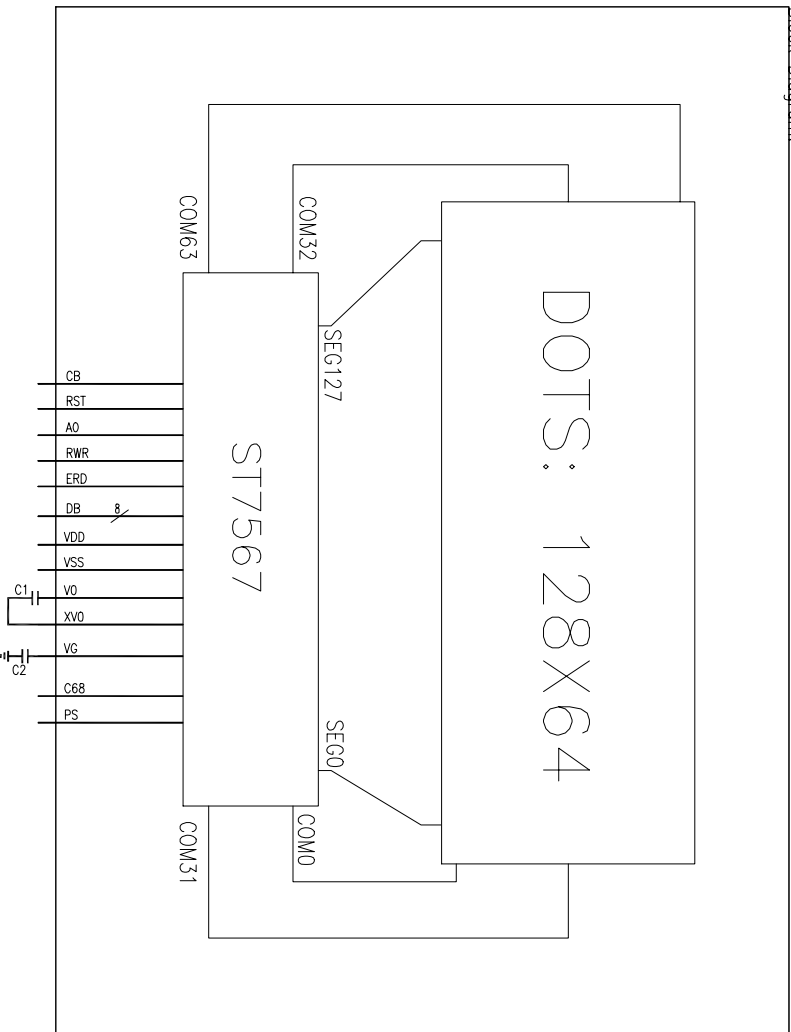 COM63
COM32
SEG127
DOTS: 128X64
ST7567
CB
RST
A0
RWR
ERD
DB 8
VDD
VSS
C1 V0
XV0
VG
C2
C68
PS
SEG0
COM31
COM0